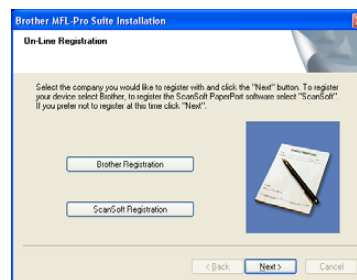 Brother MFL-Pro Suite Installation
On-Line Registration
Select the company you would like to register with and click the "Next" button. To register
your device select Brother, to register the ScanSoft PaperPort software select "ScanSoft".
If you prefer not to register at this time click "Next".
Brother Registration
ScanSoft Registration
< Back
Next >
Cancel